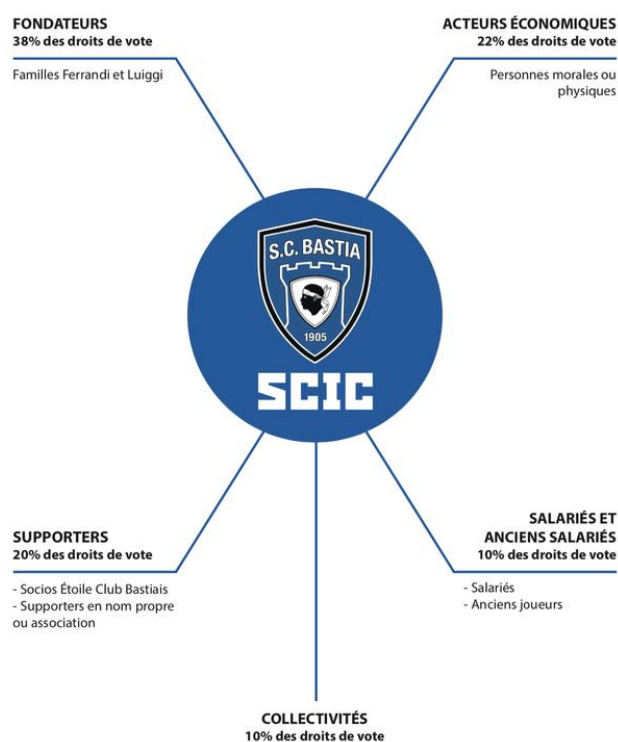 FONDATEURS
38% des droits de vote
Familles Ferrandi et Luiggi
ACTEURS ÉCONOMIQUES
22% des droits de vote
Personnes morales ou
physiques
S.C. BASTIA
1905
SCIC
SUPPORTERS
20% des droits de vote
- Socios Étoile Club Bastiais
- Supporters en nom propre
ou association
SALARIÉS ET
ANCIENS SALARIÉS
10% des droits de vote
- Salariés
- Anciens joueurs
COLLECTIVITÉS
10% des droits de vote